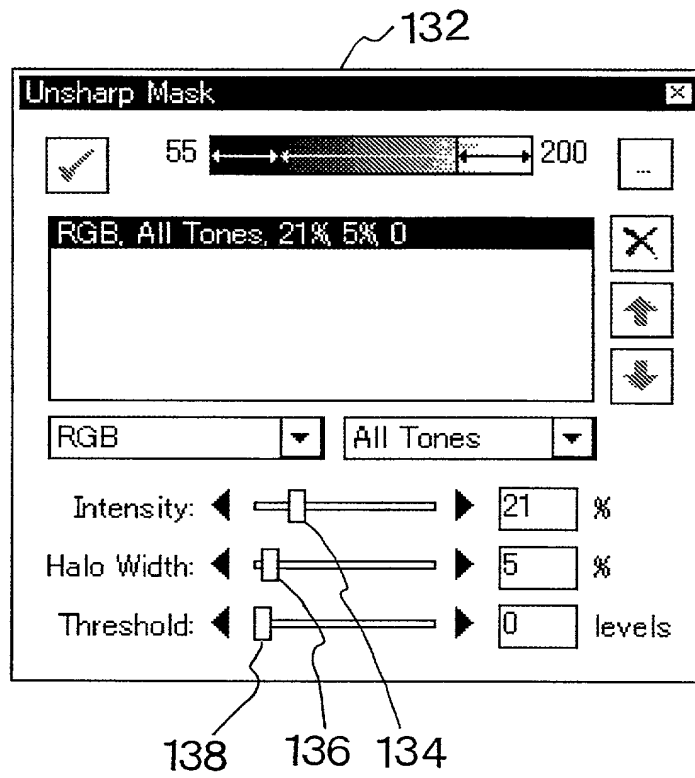 132
Unsharp Mask
55 200 ...
RGB, All Tones, 21%, 5%, 0
RGB All Tones
Intensity: 21 %
Halo Width: 5 %
Threshold: 0 levels
138 136 134